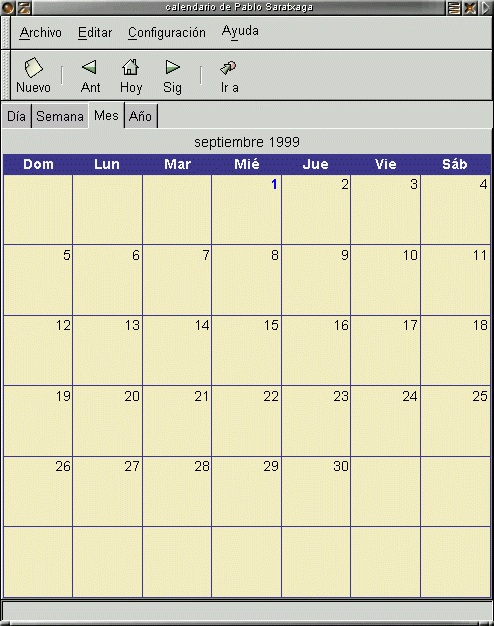 calendario de Pablo Saratxaga
Archivo Editar Configuración Ayuda
Nuevo Ant Hoy Sig Ir a
Día Semana Mes Año
septiembre 1999
Dom Lun Mar Mié Jue Vie Sáb
1 2 3 4
5 6 7 8 9 10 11
12 13 14 15 16 17 18
19 20 21 22 23 24 25
26 27 28 29 30